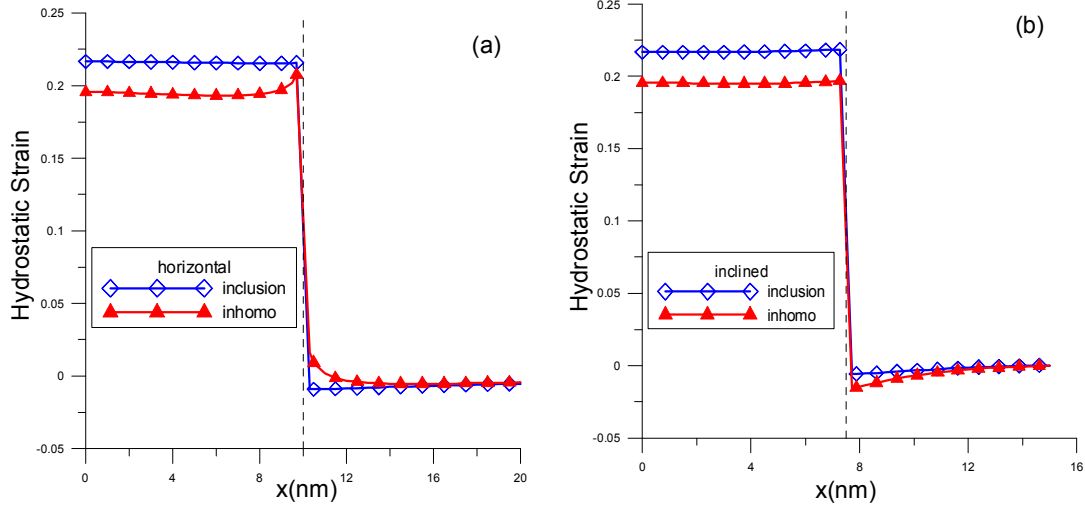 (a)
0.25
0.2
0.15
0.1
0.05
0
-0.05
Hydrostatic Strain
horizontal
inclusion
inhomo
0 4 8 12 16 20
x(nm)
(b)
0.25
0.2
0.15
0.1
0.05
0
-0.05
Hydrostatic Strain
inclined
inclusion
inhomo
0 4 8 12 16
x(nm)